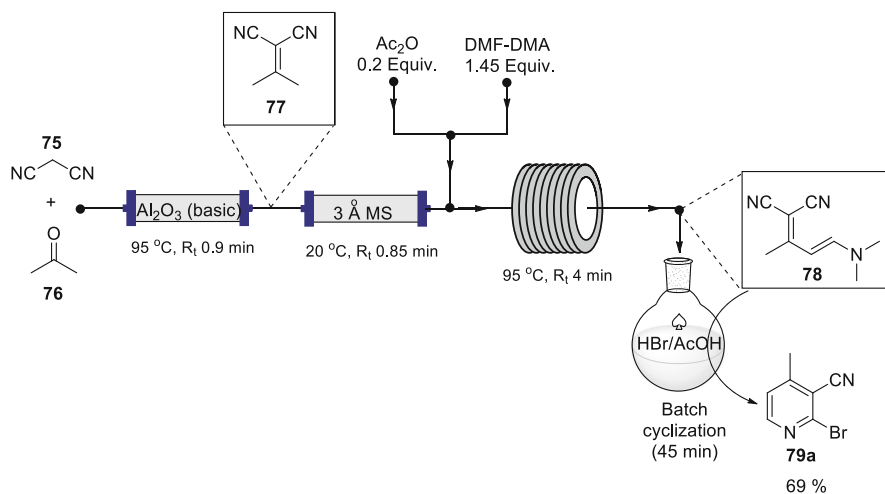 CN CN
77
Ac2O
0.2 Equiv.
DMF-DMA
1.45 Equiv.
75
NC CN
+
O
76
Al2O3 (basic)
95 °C, Rt 0.9 min
3 Å MS
20 °C, Rt 0.85 min
95 °C, Rt 4 min
NC CN
N
78
HBr/AcOH
Batch
cyclization
(45 min)
CN
N Br
79a
69 %